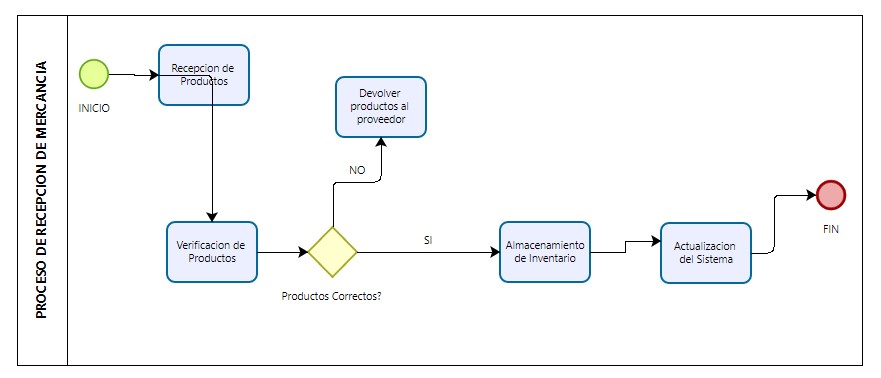 PROCESO DE RECEPCION DE MERCANCIA
INICIO
Recepcion de
Productos
Devolver
productos al
proveedor
NO
Verificacion de
Productos
Productos Correctos?
SI
Almacenamiento
de Inventario
Actualizacion
del Sistema
FIN